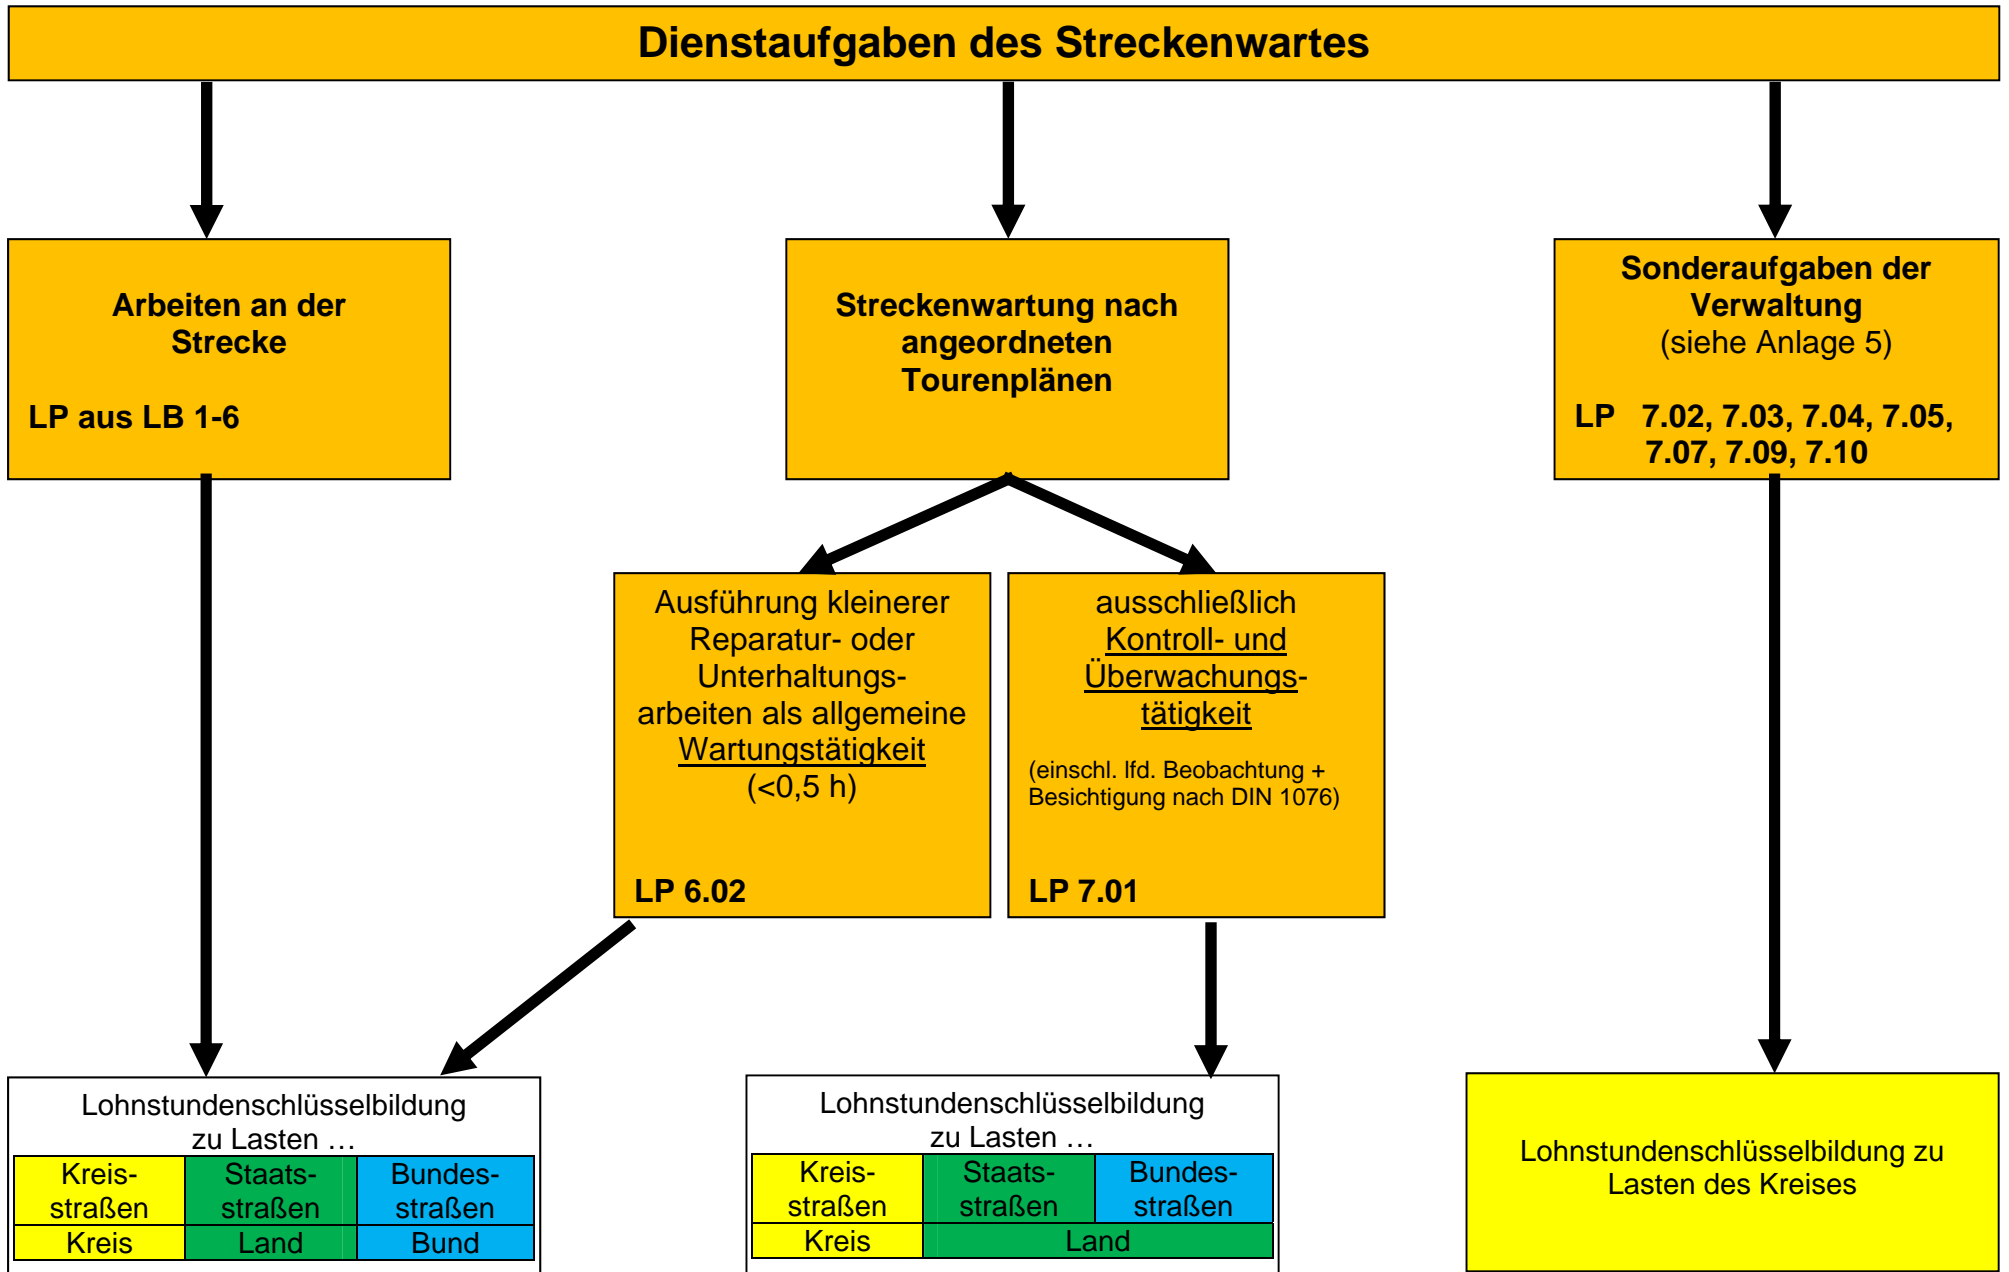 Dienstaufgaben des Streckenwartes
Arbeiten an der
Strecke
LP aus LB 1-6
Streckenwartung nach
angeordneten
Tourenplänen
Sonderaufgaben der
Verwaltung
(siehe Anlage 5)
LP 7.02, 7.03, 7.04, 7.05,
7.07, 7.09, 7.10
Ausführung kleinerer
Reparatur- oder
Unterhaltungs-
arbeiten als allgemeine
Wartungstätigkeit
(<0,5 h)
LP 6.02
ausschließlich
Kontroll- und
Überwachungs-
tätigkeit
(einschl. lfd. Beobachtung +
Besichtigung nach DIN 1076)
LP 7.01
Lohnstundenschlüsselbildung
zu Lasten …
Kreis- Staats- Bundes-
straßen straßen straßen
Kreis Land Bund
Lohnstundenschlüsselbildung
zu Lasten …
Kreis- Staats- Bundes-
straßen straßen straßen
Kreis Land
Lohnstundenschlüsselbildung zu
Lasten des Kreises